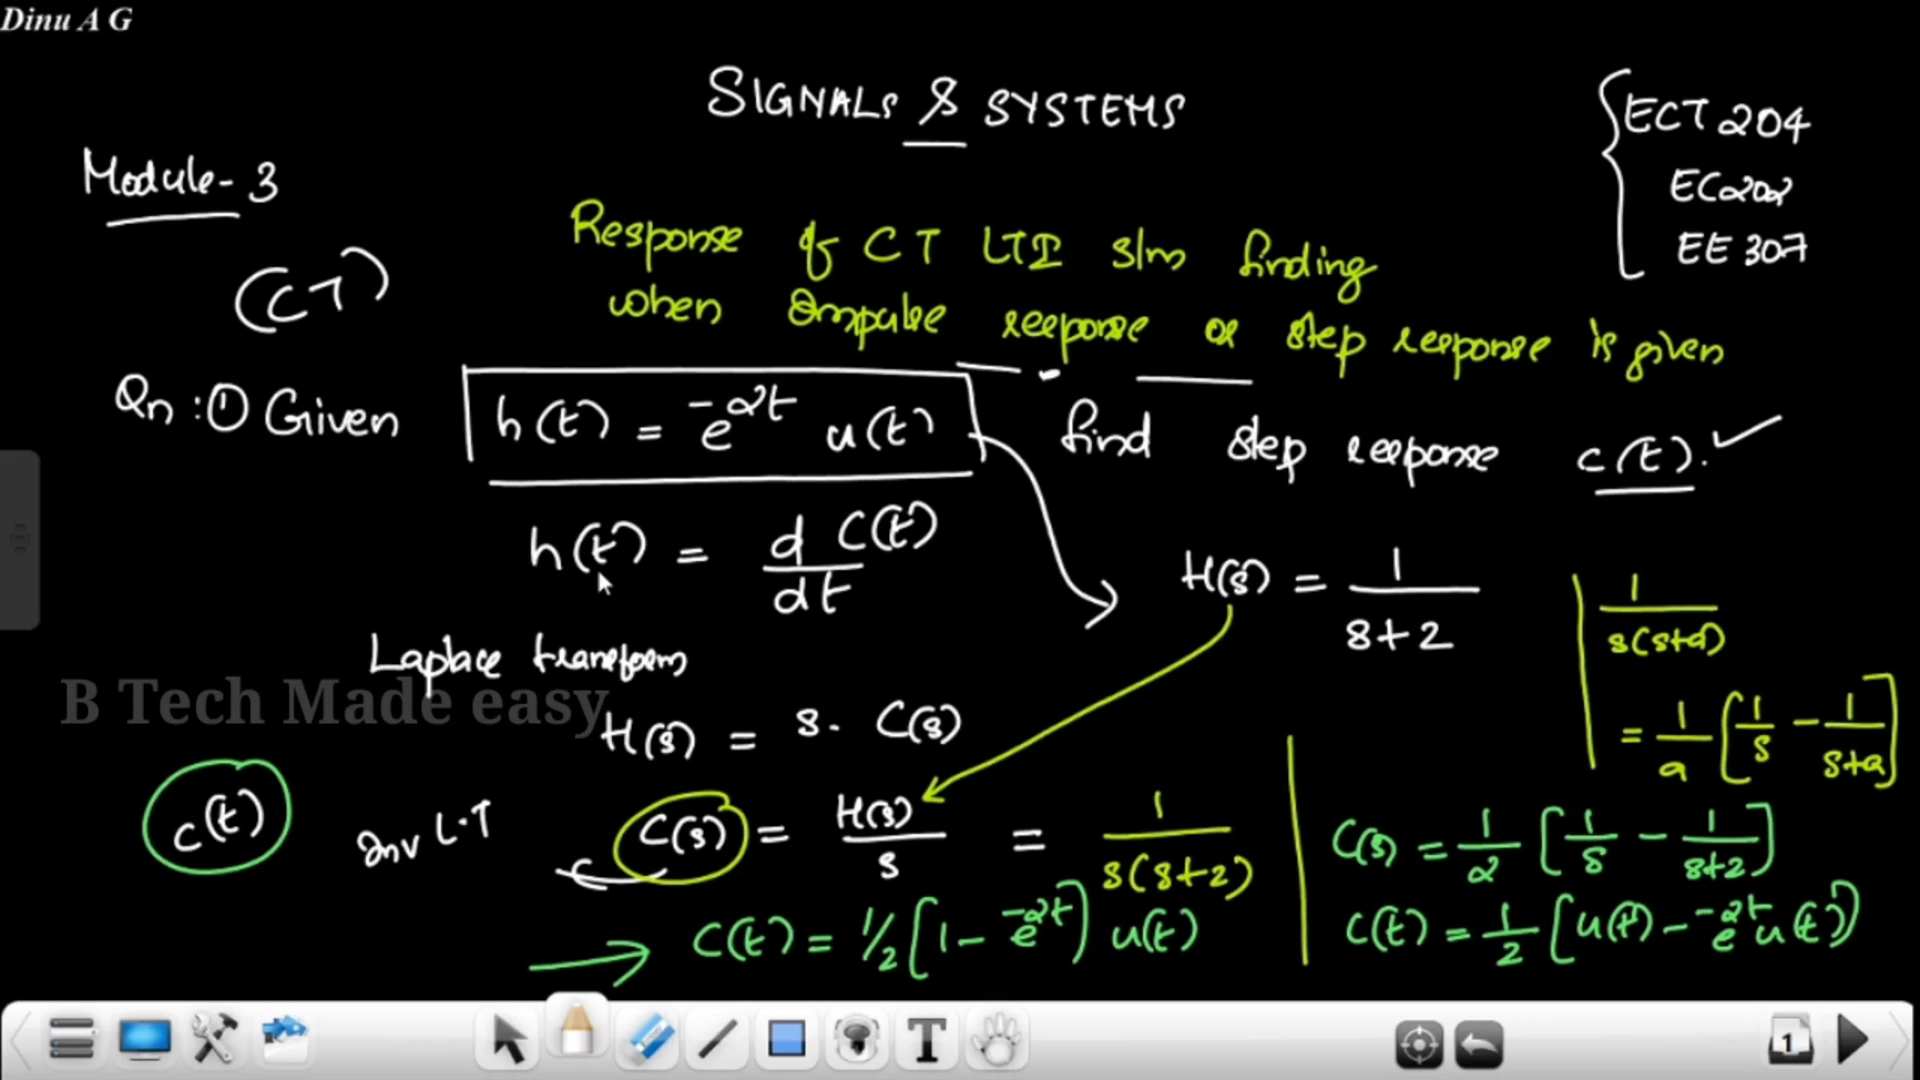 Dinu A G
SIGNALS & SYSTEMS
{ ECT 204
EC202
EE 307
Module-3
(CT)
Response of CT LTI s/m finding
when Impulse response or step response is given
Qn : ① Given h(t) = e^{-2t} u(t) find step response c(t). ✓
h(t) = d/dt C(t)
H(s) = 1/(s+2)
1/(s(s+a))
= 1/a [1/s - 1/(s+a)]
Laplace transform
B Tech Made easy
H(s) = s. C(s)
c(t) Inv L.T C(s) = H(s)/s = 1/(s(s+2))
C(s) = 1/2 [1/s - 1/(s+2)]
→ C(t) = 1/2 [1 - e^{-2t}] u(t)
C(t) = 1/2 [u(t) - e^{-2t} u(t)]
T
1